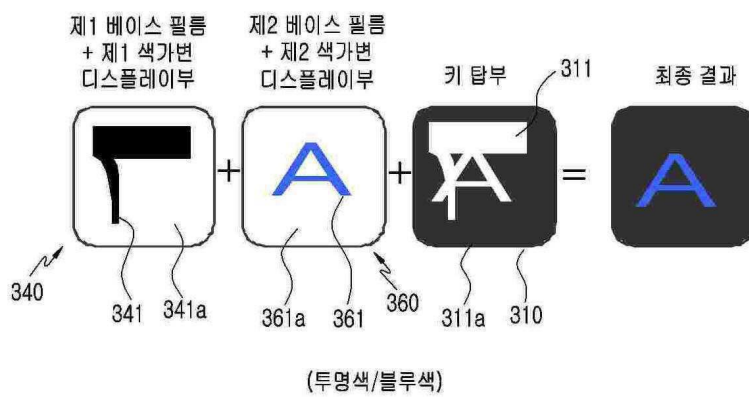 제1 베이스 필름
+ 제1 색가변
디스플레이부
제2 베이스 필름
+ 제2 색가변
디스플레이부
키 탑부
311
최종 결과
+ A + A = A
340
341
341a
361a
361
360
311a
310
(투명색/블루색)